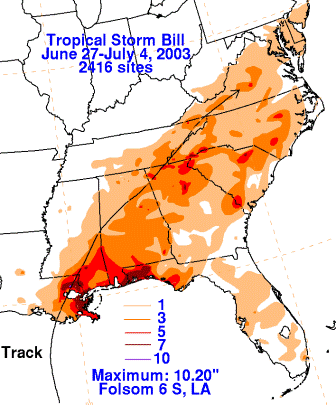 Tropical Storm Bill
June 27-July 4, 2003
2416 sites
1
3
5
7
10
Track
Maximum: 10.20"
Folsom 6 S, LA